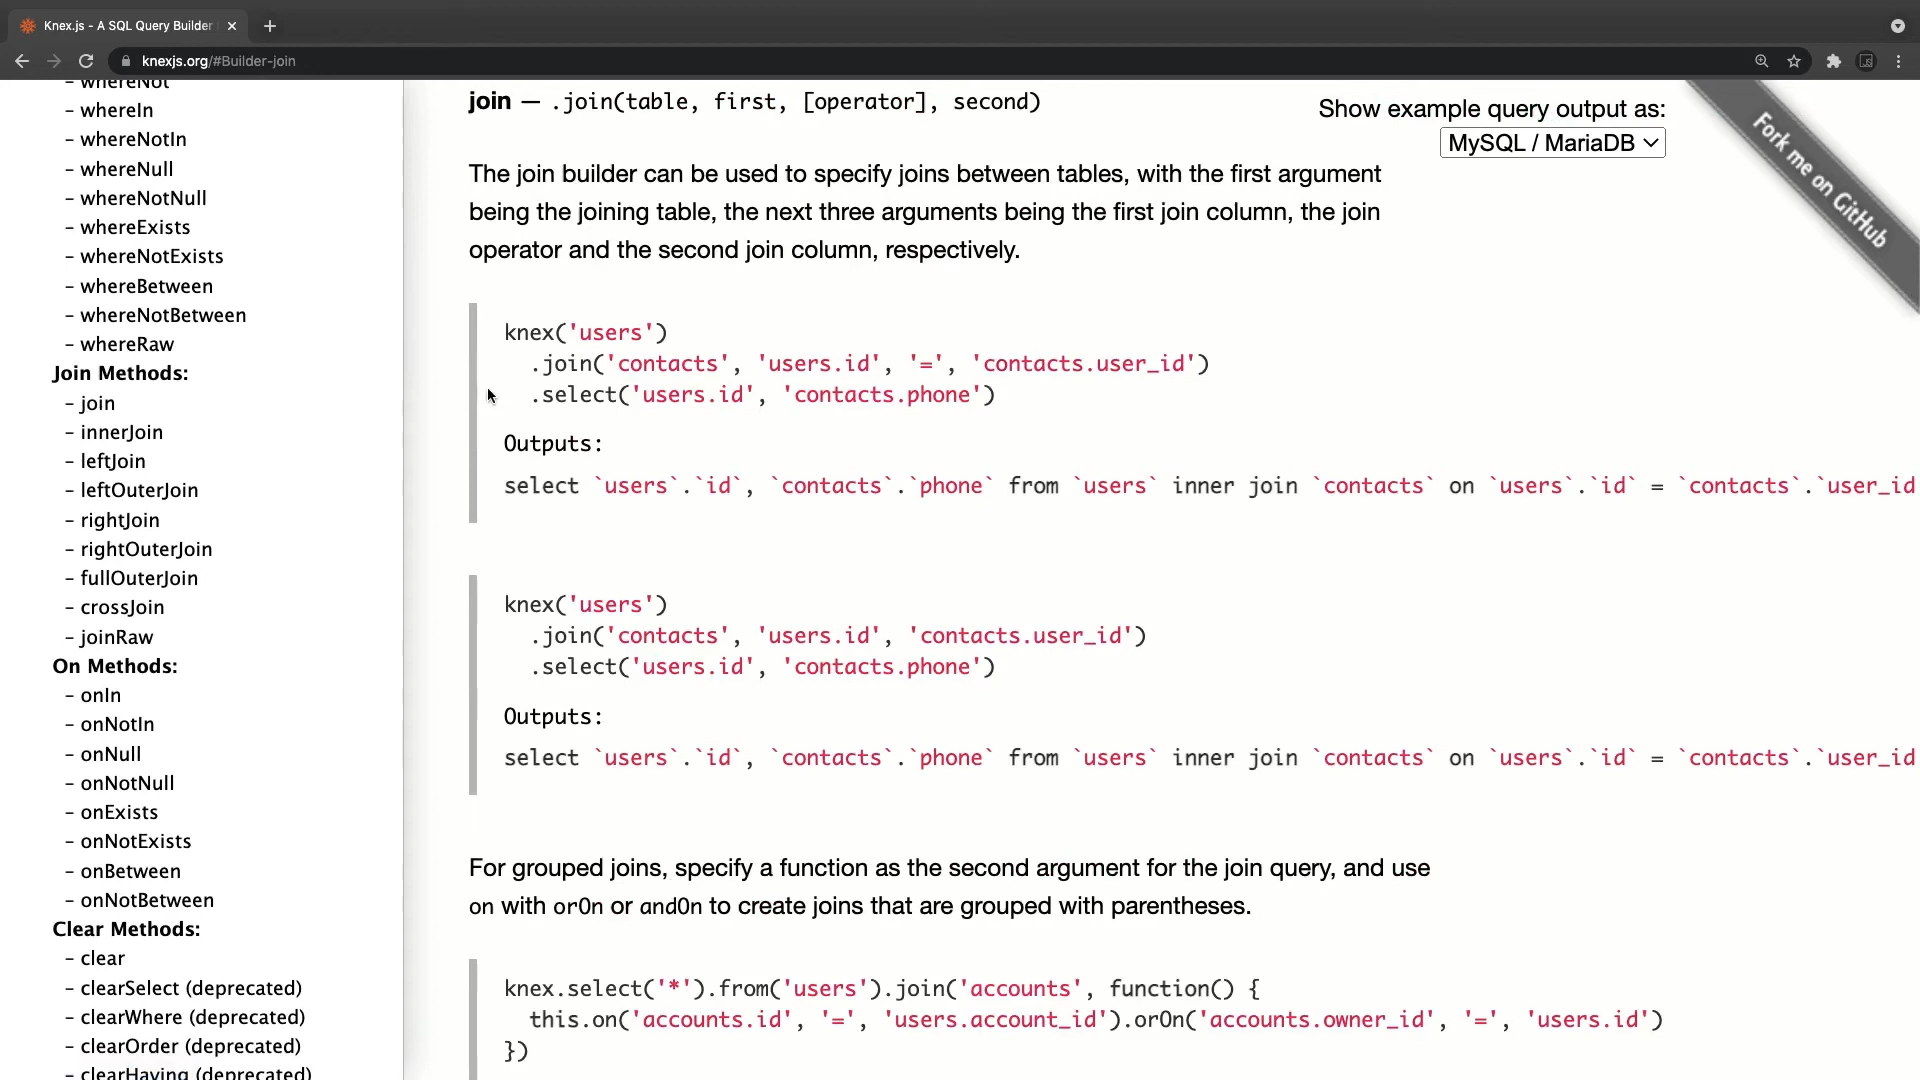 Knex.js - A SQL Query Builder
knexjs.org/#Builder-join
- whereNot
- whereIn
- whereNotIn
- whereNull
- whereNotNull
- whereExists
- whereNotExists
- whereBetween
- whereNotBetween
- whereRaw
Join Methods:
- join
- innerJoin
- leftJoin
- leftOuterJoin
- rightJoin
- rightOuterJoin
- fullOuterJoin
- crossJoin
- joinRaw
On Methods:
- onIn
- onNotIn
- onNull
- onNotNull
- onExists
- onNotExists
- onBetween
- onNotBetween
Clear Methods:
- clear
- clearSelect (deprecated)
- clearWhere (deprecated)
- clearOrder (deprecated)
- clearHaving (deprecated)
join — .join(table, first, [operator], second)
Show example query output as:
MySQL / MariaDB
Fork me on GitHub
The join builder can be used to specify joins between tables, with the first argument
being the joining table, the next three arguments being the first join column, the join
operator and the second join column, respectively.
knex('users')
.join('contacts', 'users.id', '=', 'contacts.user_id')
.select('users.id', 'contacts.phone')
Outputs:
select `users`.`id`, `contacts`.`phone` from `users` inner join `contacts` on `users`.`id` = `contacts`.`user_id
knex('users')
.join('contacts', 'users.id', 'contacts.user_id')
.select('users.id', 'contacts.phone')
Outputs:
select `users`.`id`, `contacts`.`phone` from `users` inner join `contacts` on `users`.`id` = `contacts`.`user_id
For grouped joins, specify a function as the second argument for the join query, and use
on with orOn or andOn to create joins that are grouped with parentheses.
knex.select('*').from('users').join('accounts', function() {
this.on('accounts.id', '=', 'users.account_id').orOn('accounts.owner_id', '=', 'users.id')
})